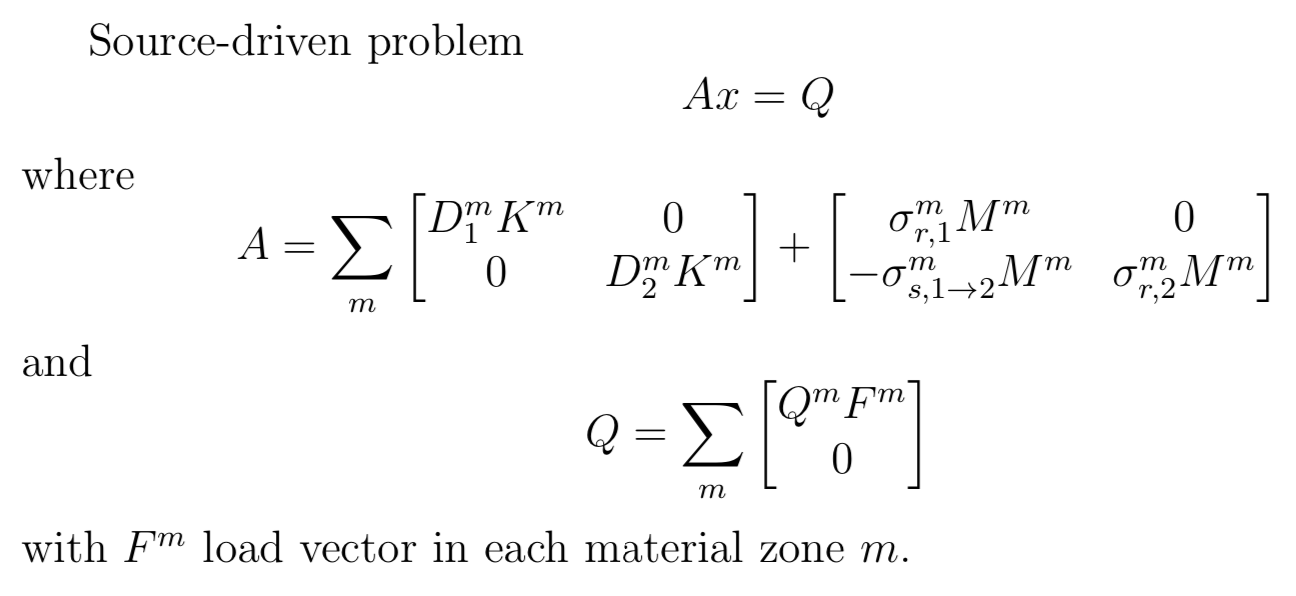 Source-driven problem
$$Ax = Q$$
where
$$A = \sum_m \begin{bmatrix} D_1^m K^m & 0 \\ 0 & D_2^m K^m \end{bmatrix} + \begin{bmatrix} \sigma_{r,1}^m M^m & 0 \\ -\sigma_{s,1\to2}^m M^m & \sigma_{r,2}^m M^m \end{bmatrix}$$
and
$$Q = \sum_m \begin{bmatrix} Q^m F^m \\ 0 \end{bmatrix}$$
with $F^m$ load vector in each material zone $m$.